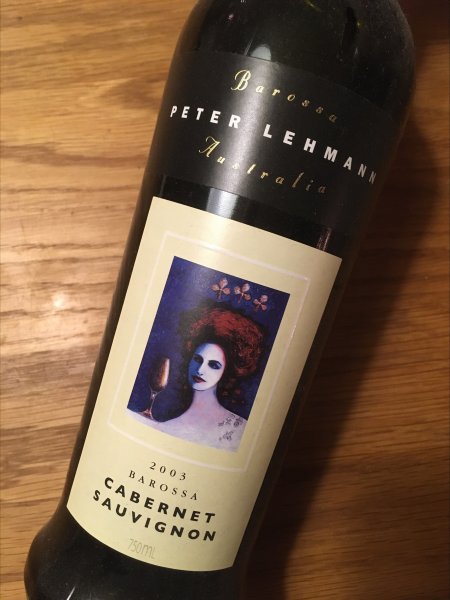 Barossa
PETER LEHMANN
Australia
2003
BAROSSA
CABERNET
SAUVIGNON
750mL